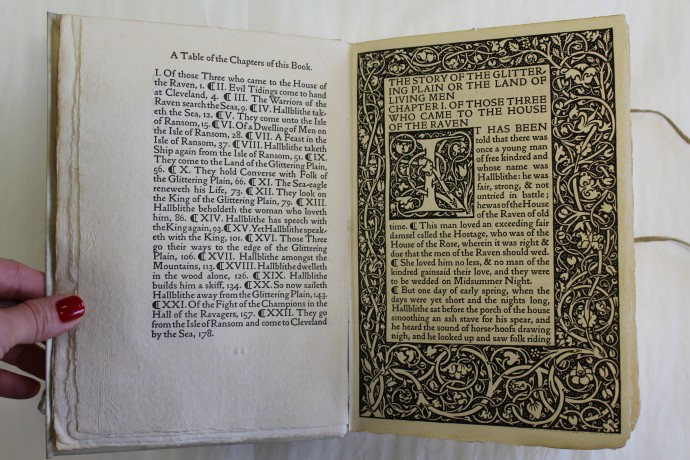 A Table of the Chapters of this Book.
I. Of those Three who came to the House of
the Raven, 1. ¶ II. Evil Tidings come to hand
at Cleveland, 4. ¶ III. The Warriors of the
Raven search the Seas, 9. ¶ IV. Hallblithe tak-
eth the Sea, 12. ¶ V. They come unto the Isle
of Ransom, 15. ¶ VI. Of a Dwelling of Men on
the Isle of Ransom, 28. ¶ VII. A Feast in the
Isle of Ransom, 37. ¶ VIII. Hallblithe taketh
Ship again from the Isle of Ransom, 51. ¶ IX.
They come to the Land of the Glittering Plain,
56. ¶ X. They hold Converse with Folk of
the Glittering Plain, 66. ¶ XI. The Sea-eagle
reneweth his Life, 73. ¶ XII. They look on
the King of the Glittering Plain, 79. ¶ XIII.
Hallblithe beholdeth the woman who loveth
him, 86. ¶ XIV. Hallblithe has speech with
the King again, 93. ¶ XV. Yet Hallblithe speak-
eth with the King, 101. ¶ XVI. Those Three
go their ways to the edge of the Glittering
Plain, 106. ¶ XVII. Hallblithe amongst the
Mountains, 113. ¶ XVIII. Hallblithe dwelleth
in the wood alone, 126. ¶ XIX. Hallblithe
builds him a skiff, 134. ¶ XX. So now saileth
Hallblithe away from the Glittering Plain, 143.
¶ XXI. Of the Fight of the Champions in the
Hall of the Ravagers, 157. ¶ XXII. They go
from the Isle of Ransom and come to Cleveland
by the Sea, 178.
THE STORY OF THE GLITTER-
ING PLAIN OR THE LAND OF
LIVING MEN
CHAPTER I. OF THOSE THREE
WHO CAME TO THE HOUSE
OF THE RAVEN
IT HAS BEEN
told that there was
once a young man
of free kindred and
whose name was
Hallblithe: he was
fair, strong, & not
untried in battle;
he was of the House
of the Raven of old
time. ¶ This man loved an exceeding fair
damsel called the Hostage, who was of the
House of the Rose, wherein it was right &
due that the men of the Raven should wed.
¶ She loved him no less, & no man of the
kindred gainsaid their love, and they were
to be wedded on Midsummer Night.
¶ But one day of early spring, when the
days were yet short and the nights long,
Hallblithe sat before the porch of the house
smoothing an ash stave for his spear, and
he heard the sound of horse-hoofs drawing
nigh, and he looked up and saw folk riding